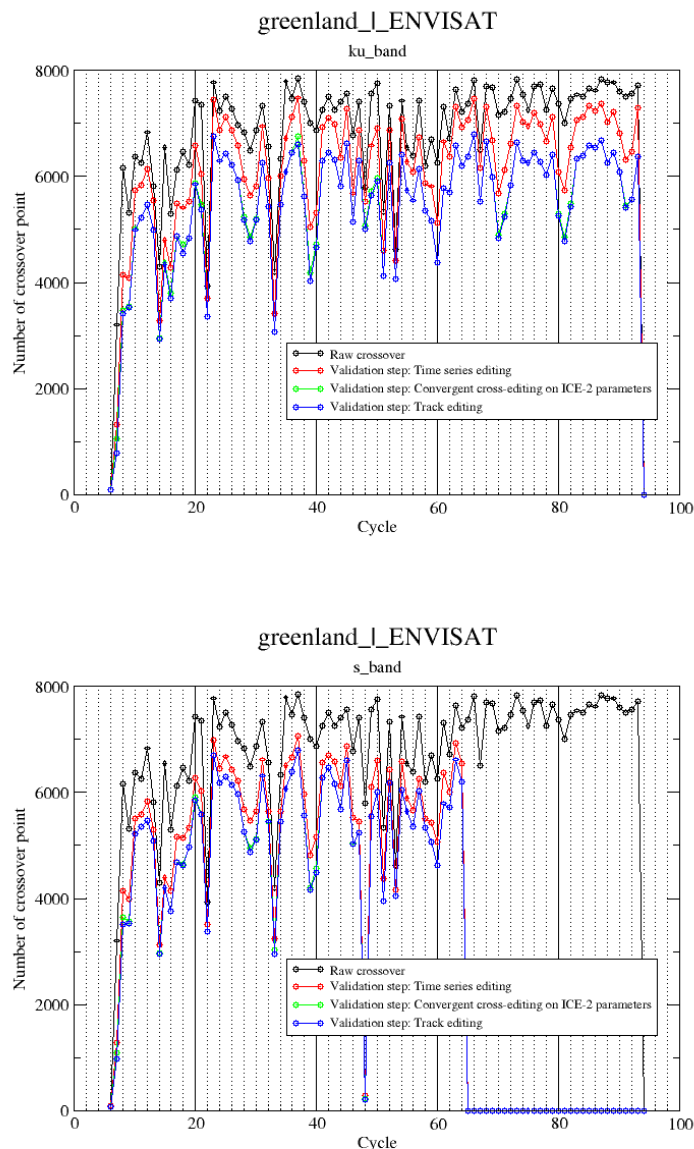 greenland_l_ENVISAT
ku_band
8000
6000
4000
2000
0
Number of crossover point
Raw crossover
Validation step: Time series editing
Validation step: Convergent cross-editing on ICE-2 parameters
Validation step: Track editing
0 20 40 60 80 100
Cycle
greenland_l_ENVISAT
s_band
8000
6000
4000
2000
0
Number of crossover point
Raw crossover
Validation step: Time series editing
Validation step: Convergent cross-editing on ICE-2 parameters
Validation step: Track editing
0 20 40 60 80 100
Cycle